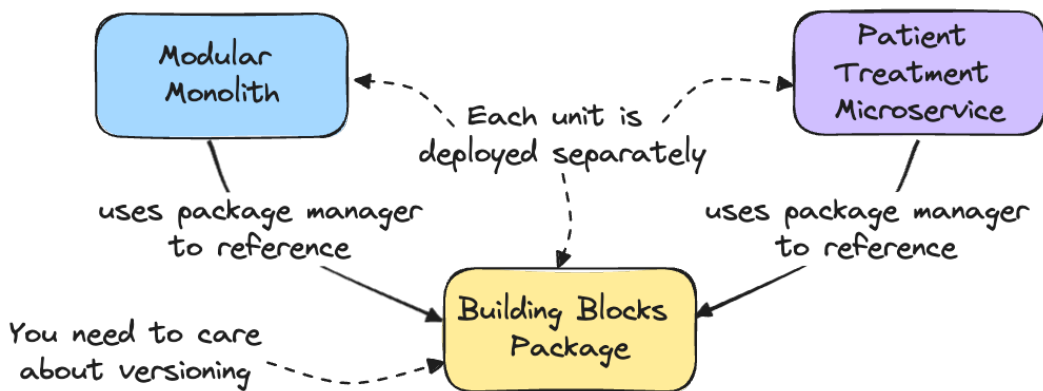 Modular
Monolith
Patient
Treatment
Microservice
Each unit is
deployed separately
uses package manager
to reference
uses package manager
to reference
Building Blocks
Package
You need to care
about versioning